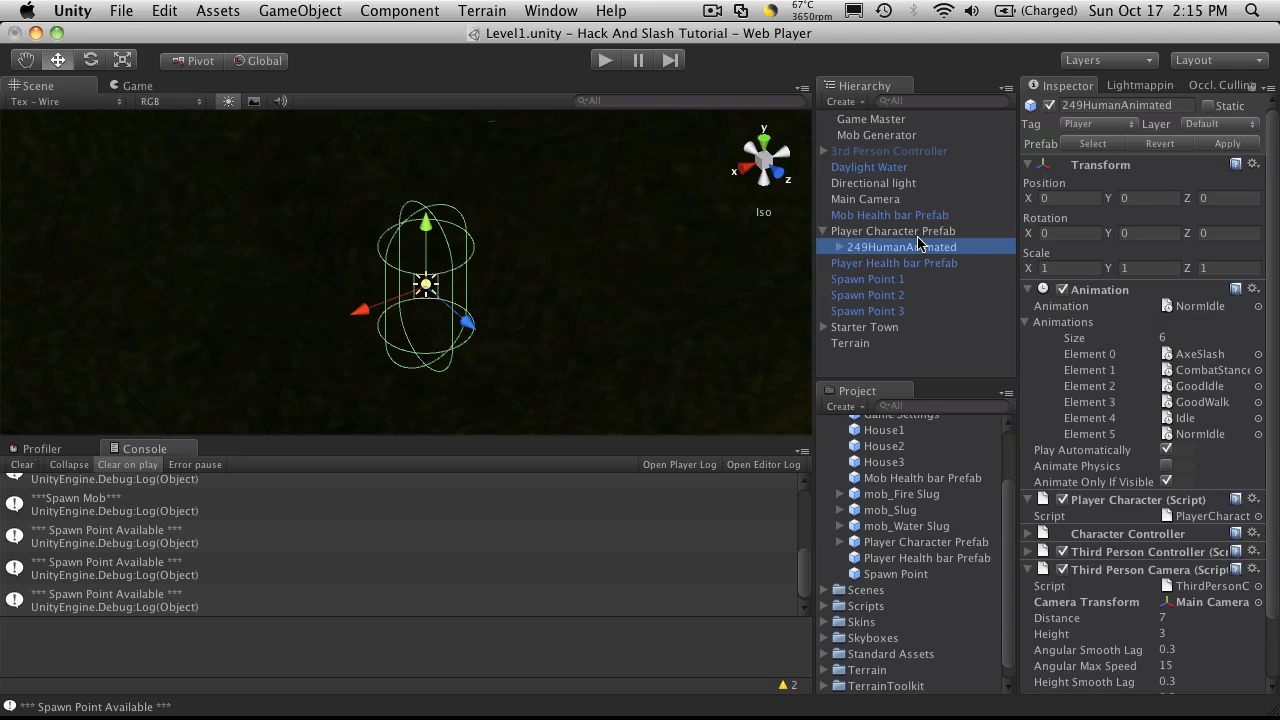 Unity File Edit Assets GameObject Component Terrain Window Help 67°C 3650rpm (Charged) Sun Oct 17 2:15 PM
Level1.unity - Hack And Slash Tutorial - Web Player
Pivot Global Layers Layout
Scene Game
Tex - Wire RGB All
y
x
z
Iso
Profiler Console
Clear Collapse Clear on play Error pause Open Player Log Open Editor Log
UnityEngine.Debug:Log(Object)
***Spawn Mob***
UnityEngine.Debug:Log(Object)
*** Spawn Point Available ***
UnityEngine.Debug:Log(Object)
*** Spawn Point Available ***
UnityEngine.Debug:Log(Object)
*** Spawn Point Available ***
UnityEngine.Debug:Log(Object)
2
*** Spawn Point Available ***
Hierarchy
Create All
Game Master
Mob Generator
3rd Person Controller
Daylight Water
Directional light
Main Camera
Mob Health bar Prefab
Player Character Prefab
249HumanAnimated
Player Health bar Prefab
Spawn Point 1
Spawn Point 2
Spawn Point 3
Starter Town
Terrain
Project
Create All
Game Settings
House1
House2
House3
Mob Health bar Prefab
mob_Fire Slug
mob_Slug
mob_Water Slug
Player Character Prefab
Player Health bar Prefab
Spawn Point
Scenes
Scripts
Skins
Skyboxes
Standard Assets
Terrain
TerrainToolkit
Inspector Lightmappin Occl. Culling
249HumanAnimated Static
Tag Player Layer Default
Prefab Select Revert Apply
Transform
Position
X 0 Y 0 Z 0
Rotation
X 0 Y 0 Z 0
Scale
X 1 Y 1 Z 1
Animation
Animation NormIdle
Animations
Size 6
Element 0 AxeSlash
Element 1 CombatStance
Element 2 GoodIdle
Element 3 GoodWalk
Element 4 Idle
Element 5 NormIdle
Play Automatically
Animate Physics
Animate Only If Visible
Player Character (Script)
Script PlayerCharact
Character Controller
Third Person Controller (Scr
Third Person Camera (Script
Script ThirdPersonC
Camera Transform Main Camera
Distance 7
Height 3
Angular Smooth Lag 0.3
Angular Max Speed 15
Height Smooth Lag 0.3